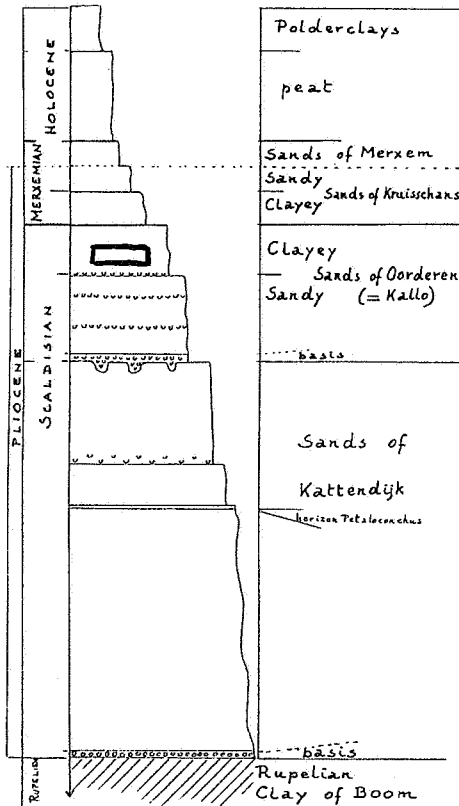 HOLOCENE
MERXEMIAN
SCALDISIAN
PLIOCENE
RUPELIAN
Polderclays
peat
Sands of Merxem
Sandy
Sands of Kruisschans
Clayey
Clayey
Sands of Oorderen
Sandy (= Kallo)
basis
Sands of
Kattendijk
horizon Petaloconchus
basis
Rupelian
Clay of Boom